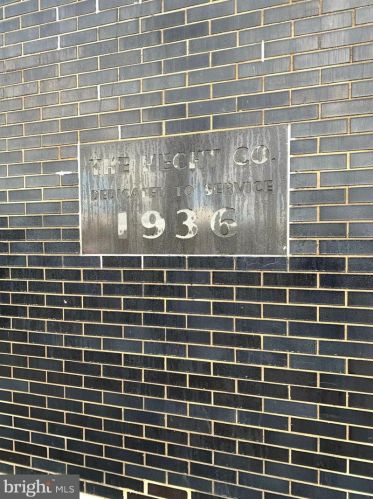 THE HECHT CO.
DEDICATED TO SERVICE
1936
bright MLS